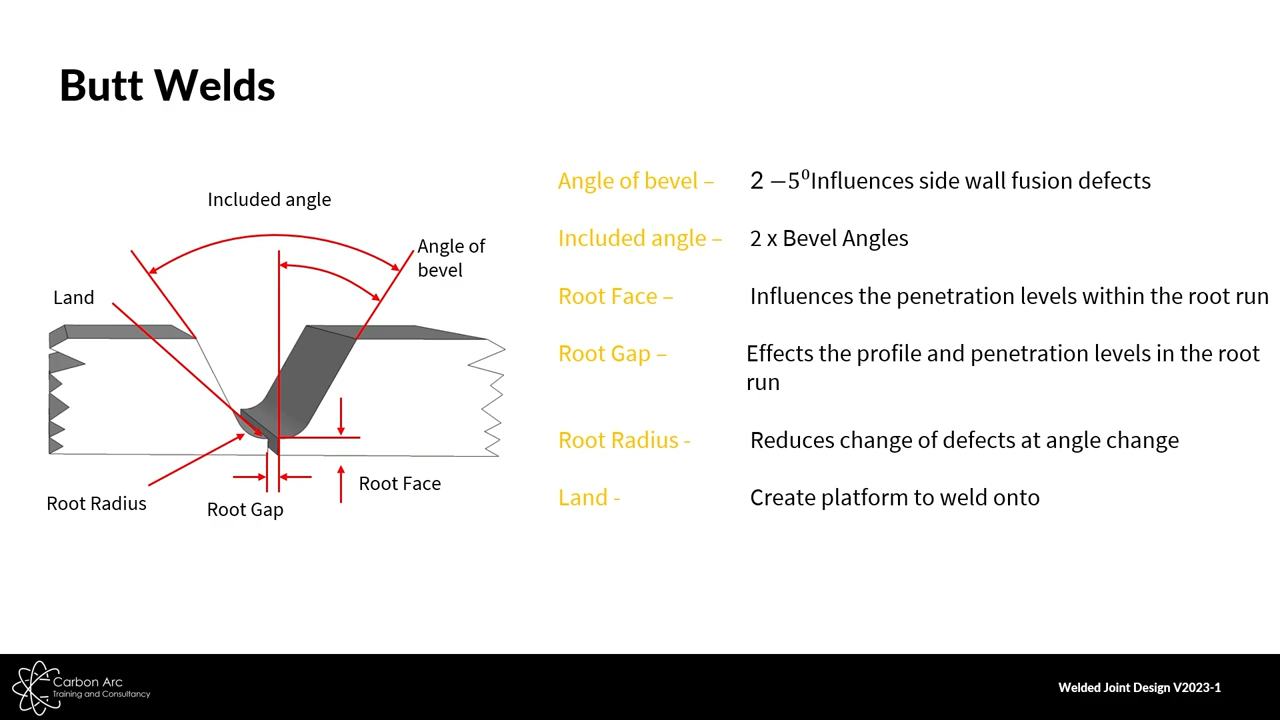 Butt Welds
Included angle
Angle of
bevel
Land
Root Radius
Root Gap
Root Face
Angle of bevel – 2 −5⁰Influences side wall fusion defects
Included angle – 2 x Bevel Angles
Root Face – Influences the penetration levels within the root run
Root Gap – Effects the profile and penetration levels in the root
run
Root Radius - Reduces change of defects at angle change
Land - Create platform to weld onto
Carbon Arc
Training and Consultancy
Welded Joint Design V2023-1